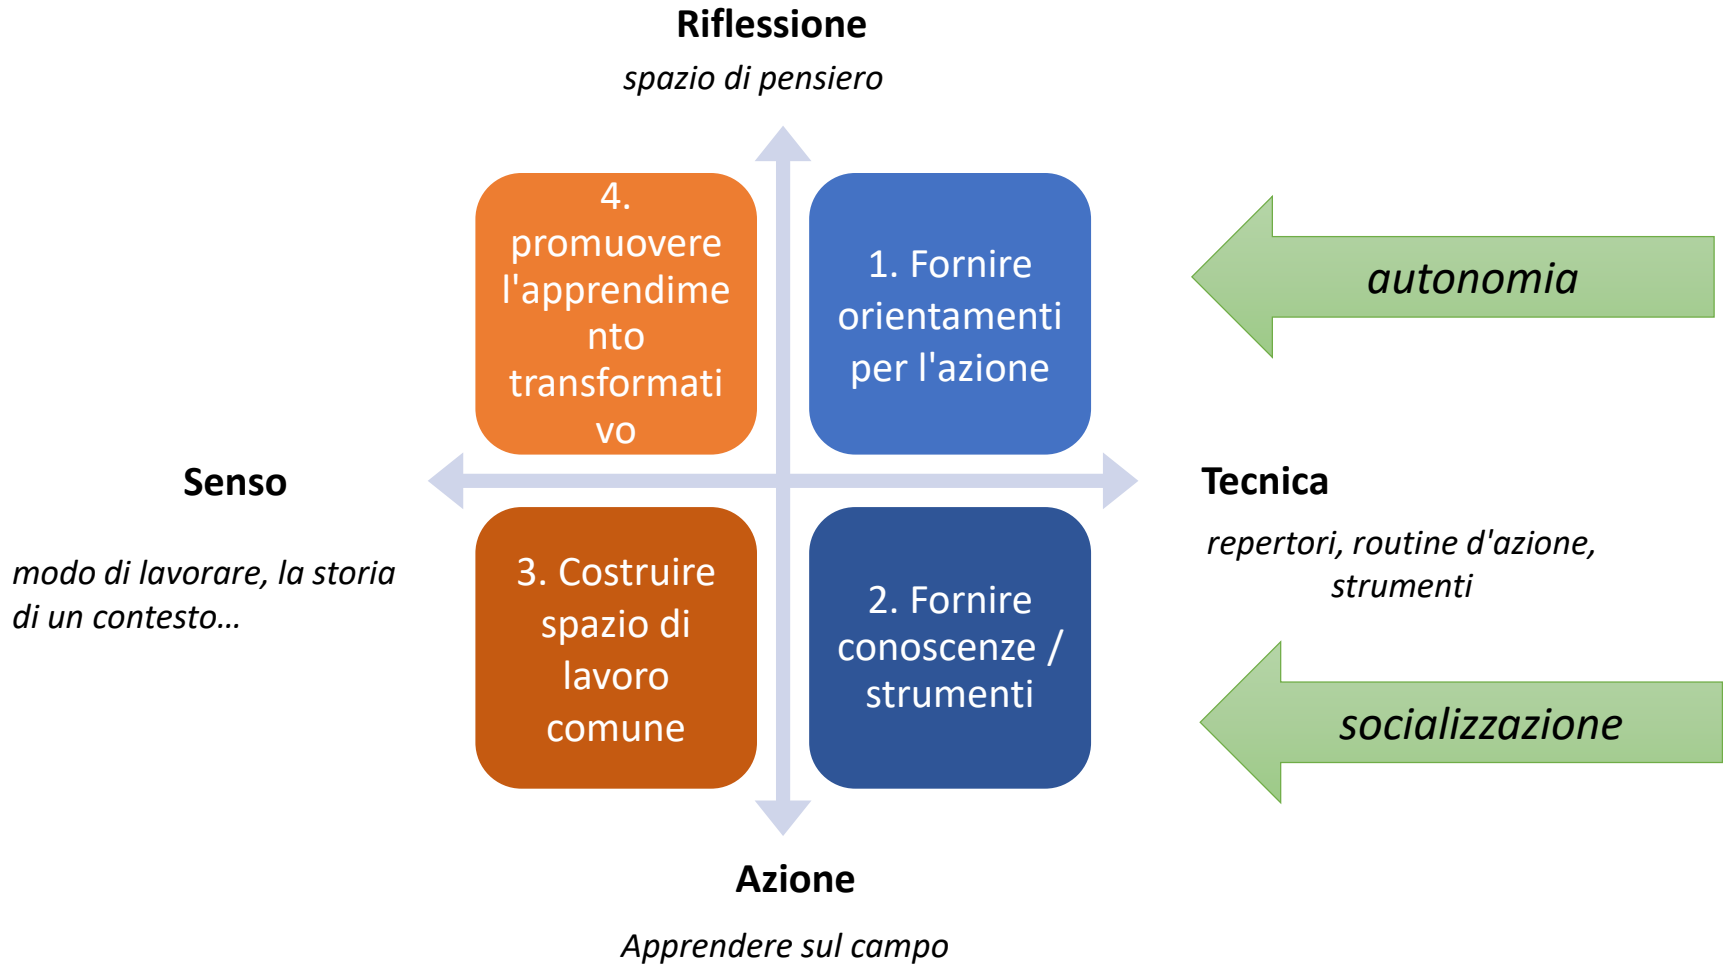 Riflessione
spazio di pensiero
4.
promuovere
l'apprendime
nto
transformati
vo
1. Fornire
orientamenti
per l'azione
autonomia
Senso
modo di lavorare, la storia
di un contesto…
Tecnica
repertori, routine d'azione,
strumenti
3. Costruire
spazio di
lavoro
comune
2. Fornire
conoscenze /
strumenti
socializzazione
Azione
Apprendere sul campo